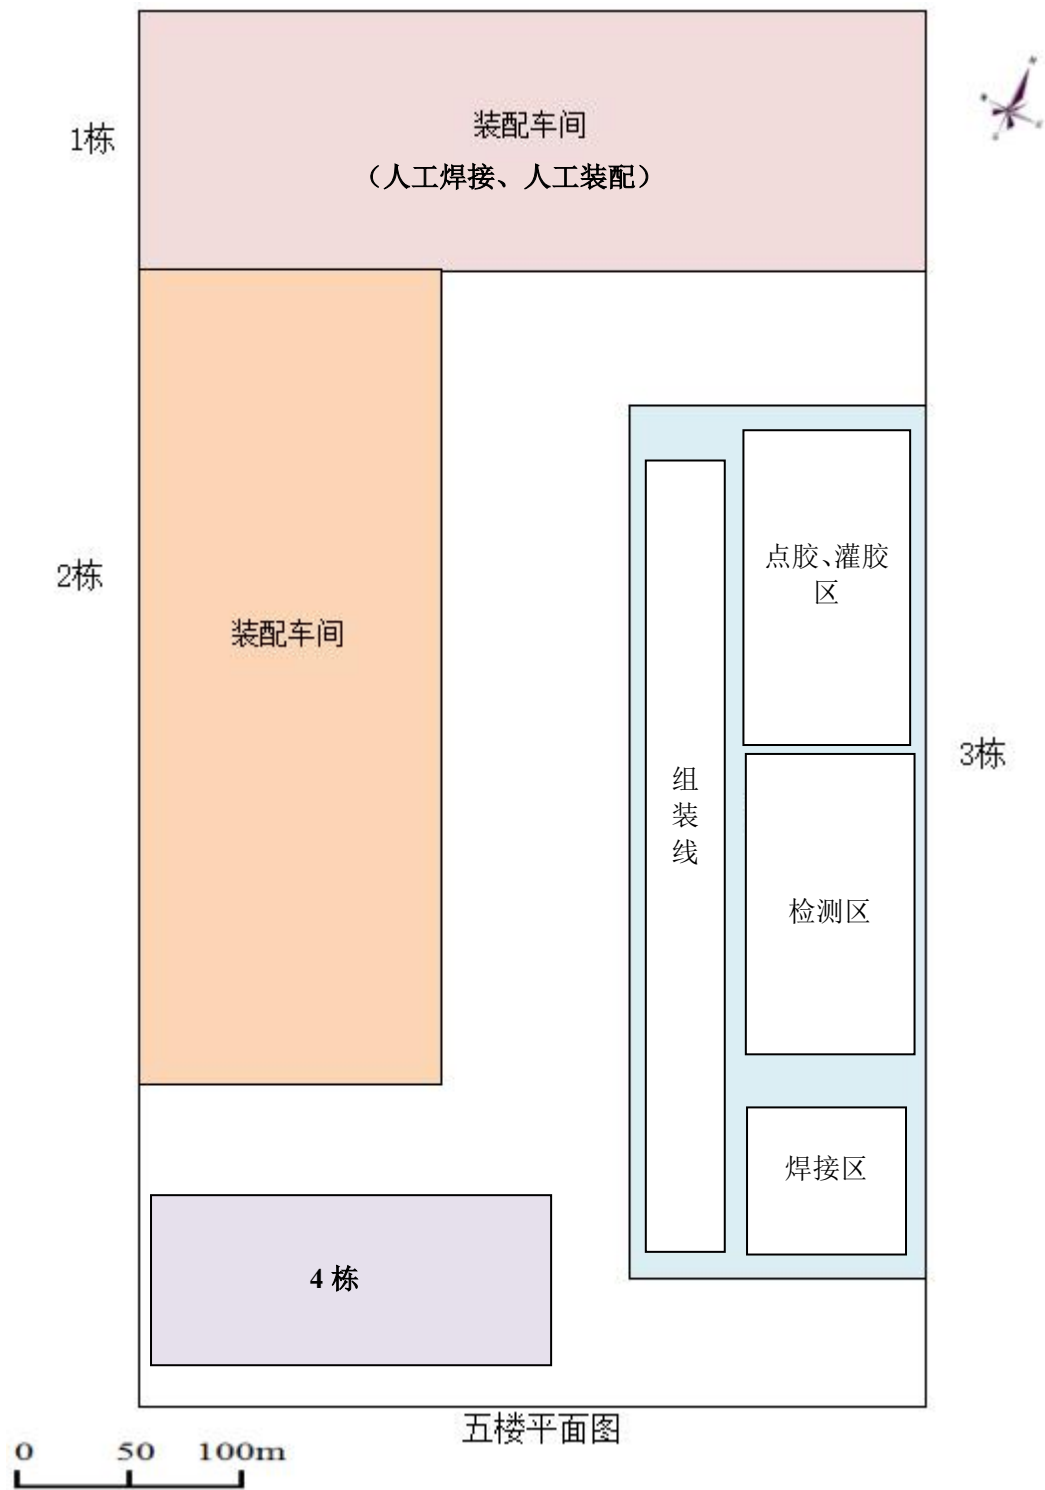 1栋
装配车间
（人工焊接、人工装配）
2栋
装配车间
点胶、灌胶
区
3栋
组
装
线
检测区
焊接区
4 栋
五楼平面图
0 50 100m